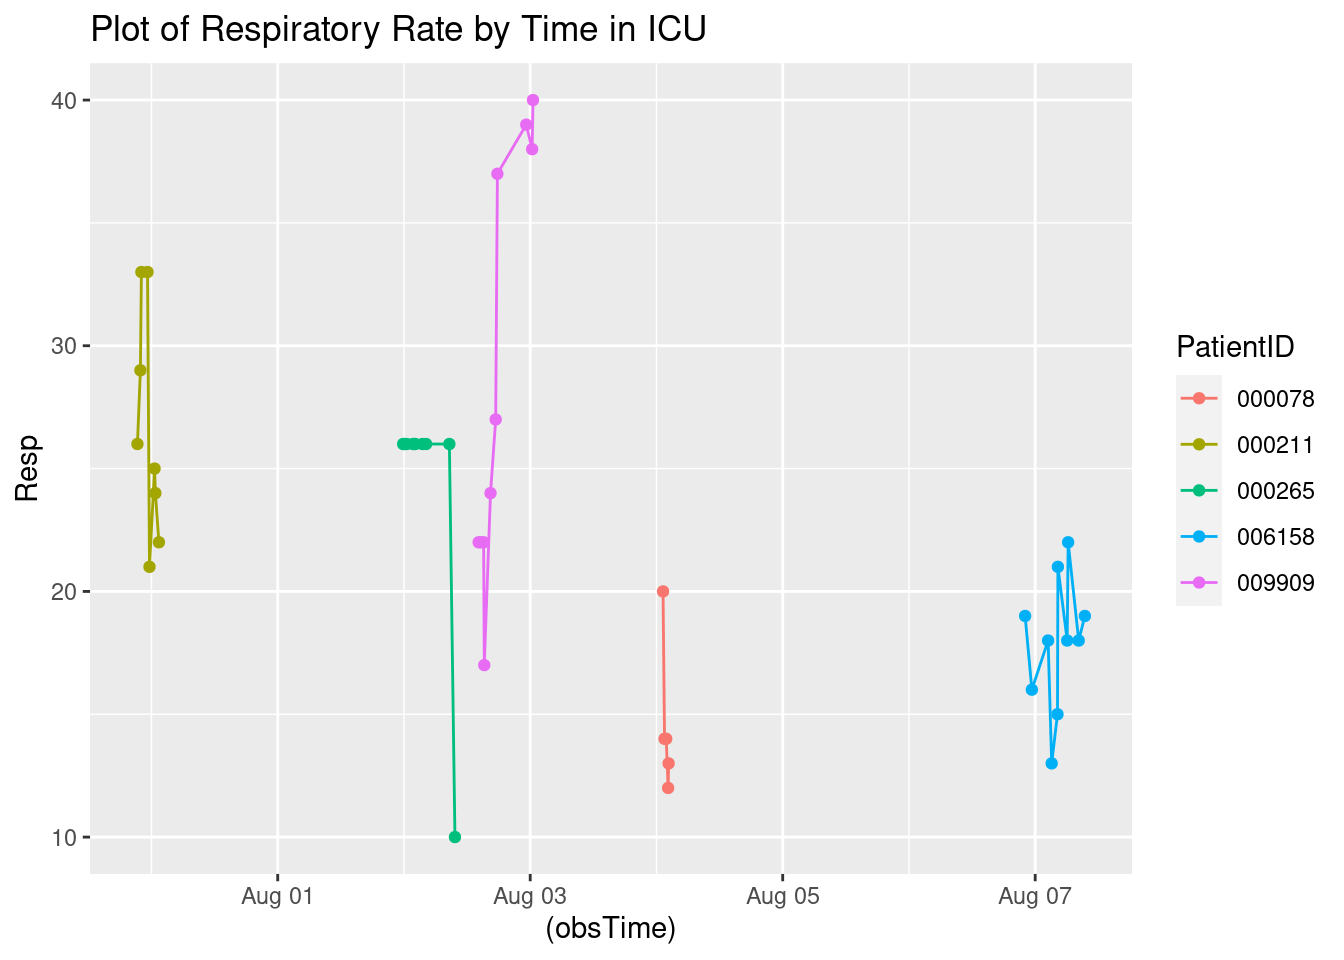 Plot of Respiratory Rate by Time in ICU
40
30
20
10
Resp
Aug 01
Aug 03
Aug 05
Aug 07
(obsTime)
PatientID
000078
000211
000265
006158
009909